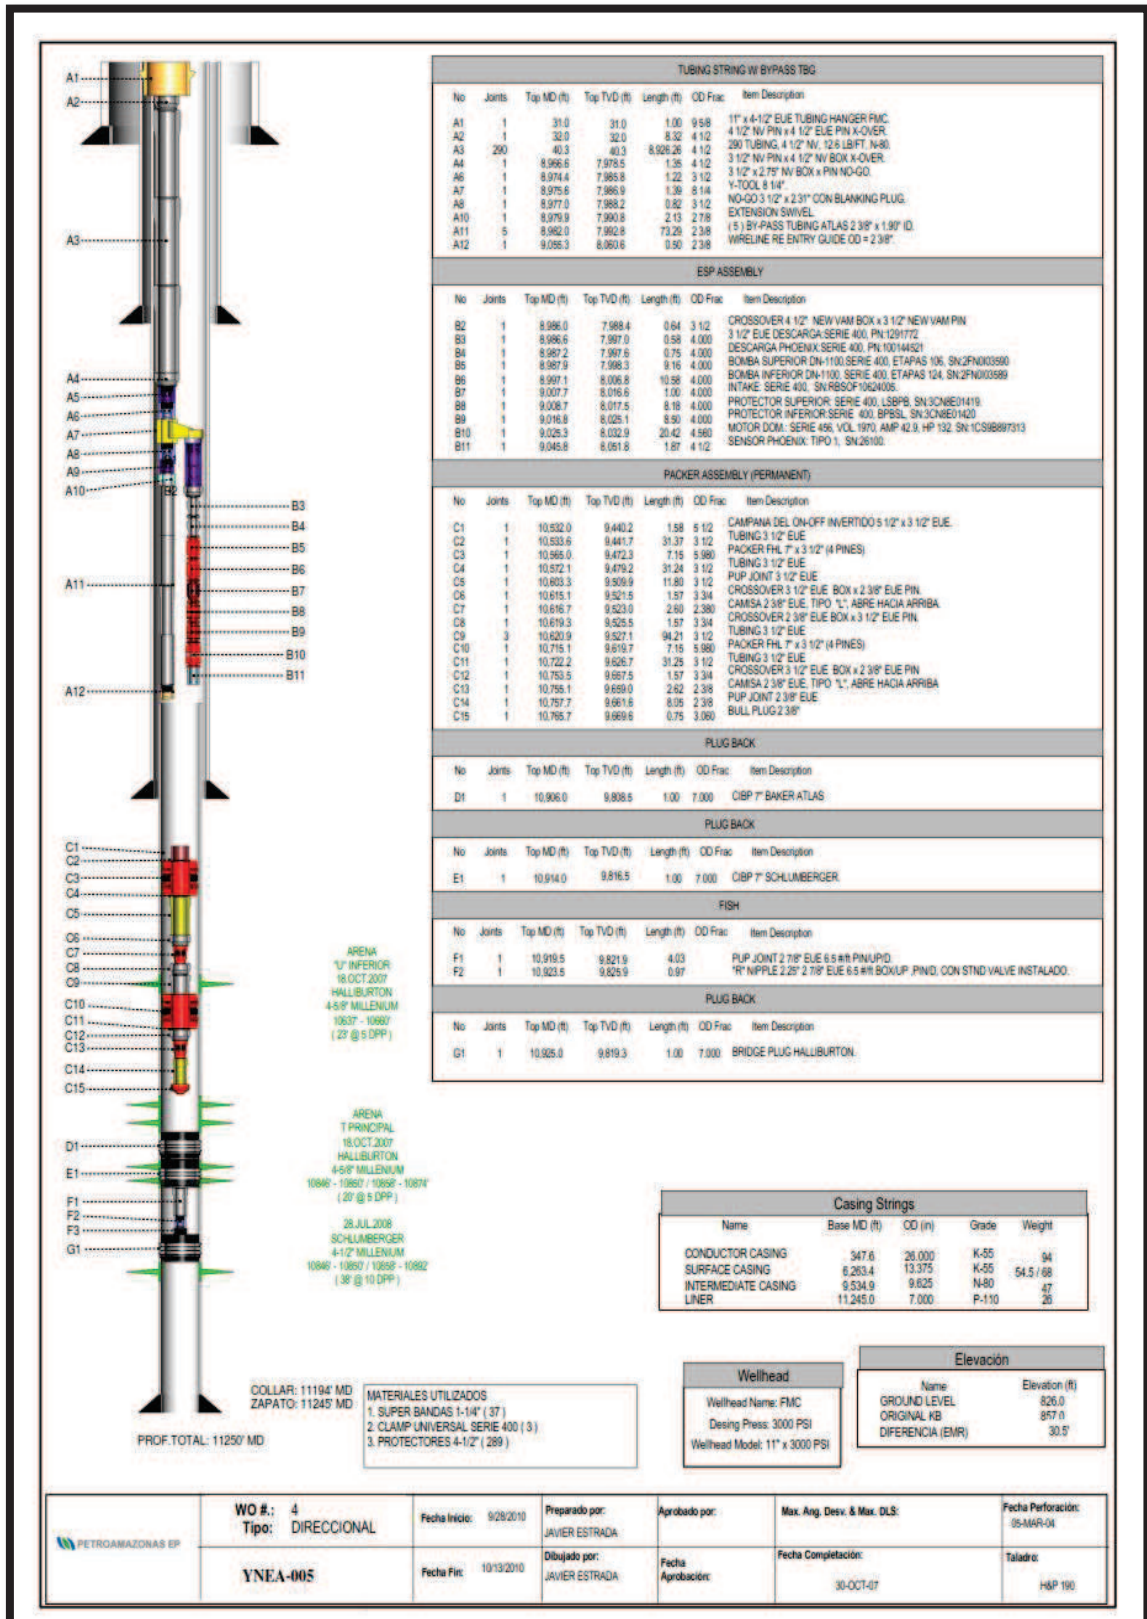 TUBING STRING W/ BYPASS TBG
No Joints Top MD (ft) Top TVD (ft) Length (ft) OD Frac Item Description
A1 1 31.0 31.0 1.00 9 5/8 11" x 4-1/2" EUE TUBING HANGER FMC.
A2 1 32.0 32.0 8.32 4 1/2 4 1/2" NV PIN x 4 1/2" EUE PIN X-OVER.
A3 290 40.3 40.3 8,926.26 4 1/2 290 TUBING, 4 1/2" NV, 12.6 LB/FT, N-80.
A4 1 8,966.6 7,978.5 1.35 4 1/2 3 1/2" NV PIN x 4 1/2" NV BOX X-OVER.
A6 1 8,974.4 7,985.8 1.22 3 1/2 3 1/2" x 2.75" NV BOX x PIN NO-GO.
A7 1 8,975.6 7,986.9 1.39 8 1/4 Y-TOOL 8 1/4".
A8 1 8,977.0 7,988.2 0.82 3 1/2 NO-GO 3 1/2" x 2.31" CON BLANKING PLUG.
A10 1 8,979.9 7,990.8 2.13 2 7/8 EXTENSION SWIVEL.
A11 5 8,982.0 7,992.8 73.29 2 3/8 ( 5 ) BY-PASS TUBING ATLAS 2 3/8" x 1.90" ID.
A12 1 9,055.3 8,060.6 0.50 2 3/8 WIRELINE RE ENTRY GUIDE OD = 2 3/8".
ESP ASSEMBLY
No Joints Top MD (ft) Top TVD (ft) Length (ft) OD Frac Item Description
B2 1 8,986.0 7,988.4 0.64 3 1/2 CROSSOVER 4 1/2" NEW VAM BOX x 3 1/2" NEW VAM PIN
B3 1 8,986.6 7,997.0 0.58 4.000 3 1/2" EUE DESCARGA:SERIE 400, PN:1291772
B4 1 8,987.2 7,997.6 0.75 4.000 DESCARGA PHOENIX:SERIE 400, PN:100144521
B5 1 8,987.9 7,998.3 9.16 4.000 BOMBA SUPERIOR DN-1100,SERIE 400, ETAPAS 106, SN:2FN0I03590
B6 1 8,997.1 8,006.8 10.58 4.000 BOMBA INFERIOR DN-1100, SERIE 400, ETAPAS 124, SN:2FN0I03589
B7 1 9,007.7 8,016.6 1.00 4.000 INTAKE: SERIE 400, SN:RBSOF10624005.
B8 1 9,008.7 8,017.5 8.18 4.000 PROTECTOR SUPERIOR: SERIE 400, LSBPB, SN:3CN8E01419.
B9 1 9,016.8 8,025.1 8.50 4.000 PROTECTOR INFERIOR:SERIE 400, BPBSL, SN:3CN8E01420
B10 1 9,025.3 8,032.9 20.42 4.560 MOTOR DOM.: SERIE 456, VOL 1970, AMP 42.9, HP 132, SN:1CS9B897313
B11 1 9,045.8 8,051.8 1.87 4 1/2 SENSOR PHOENIX: TIPO 1, SN:26100.
PACKER ASSEMBLY (PERMANENT)
No Joints Top MD (ft) Top TVD (ft) Length (ft) OD Frac Item Description
C1 1 10,532.0 9,440.2 1.58 5 1/2 CAMPANA DEL ON-OFF INVERTIDO 5 1/2" x 3 1/2" EUE.
C2 1 10,533.6 9,441.7 31.37 3 1/2 TUBING 3 1/2" EUE
C3 1 10,565.0 9,472.3 7.15 5.980 PACKER FHL 7" x 3 1/2" (4 PINES)
C4 1 10,572.1 9,479.2 31.24 3 1/2 TUBING 3 1/2" EUE
C5 1 10,603.3 9,509.9 11.80 3 1/2 PUP JOINT 3 1/2" EUE
C6 1 10,615.1 9,521.5 1.57 3 3/4 CROSSOVER 3 1/2" EUE BOX x 2 3/8" EUE PIN.
C7 1 10,616.7 9,523.0 2.60 2.380 CAMISA 2 3/8" EUE, TIPO "L", ABRE HACIA ARRIBA.
C8 1 10,619.3 9,525.5 1.57 3 3/4 CROSSOVER 2 3/8" EUE BOX x 3 1/2" EUE PIN.
C9 3 10,620.9 9,527.1 94.21 3 1/2 TUBING 3 1/2" EUE
C10 1 10,715.1 9,619.7 7.15 5.980 PACKER FHL 7" x 3 1/2" (4 PINES)
C11 1 10,722.2 9,626.7 31.25 3 1/2 TUBING 3 1/2" EUE
C12 1 10,753.5 9,657.5 1.57 3 3/4 CROSSOVER 3 1/2" EUE BOX x 2 3/8" EUE PIN
C13 1 10,755.1 9,659.0 2.62 2 3/8 CAMISA 2 3/8" EUE, TIPO "L", ABRE HACIA ARRIBA
C14 1 10,757.7 9,661.6 8.05 2 3/8 PUP JOINT 2 3/8" EUE
C15 1 10,765.7 9,669.6 0.75 3.060 BULL PLUG 2 3/8"
PLUG BACK
No Joints Top MD (ft) Top TVD (ft) Length (ft) OD Frac Item Description
D1 1 10,906.0 9,808.5 1.00 7.000 CIBP 7" BAKER ATLAS
PLUG BACK
No Joints Top MD (ft) Top TVD (ft) Length (ft) OD Frac Item Description
E1 1 10,914.0 9,816.5 1.00 7.000 CIBP 7" SCHLUMBERGER.
FISH
No Joints Top MD (ft) Top TVD (ft) Length (ft) OD Frac Item Description
F1 1 10,919.5 9,821.9 4.03 PUP JOINT 2 7/8" EUE 6.5 #/ft PIN/UP/D.
F2 1 10,923.5 9,825.9 0.97 "R" NIPPLE 2.25" 2 7/8" EUE 6.5 #/ft BOX/UP ,PIN/D, CON STND VALVE INSTALADO.
PLUG BACK
No Joints Top MD (ft) Top TVD (ft) Length (ft) OD Frac Item Description
G1 1 10,925.0 9,819.3 1.00 7.000 BRIDGE PLUG HALLIBURTON.
A1
A2
A3
A4
A5
A6
A7
A8
A9
A10
B2
B3
B4
B5
B6
A11
B7
B8
B9
B10
B11
A12
C1
C2
C3
C4
C5
C6
C7
C8
C9
C10
C11
C12
C13
C14
C15
D1
E1
F1
F2
F3
G1
ARENA
"U" INFERIOR
18.OCT.2007
HALLIBURTON
4-5/8" MILLENIUM
10637' - 10660'
( 23' @ 5 DPP )
ARENA
T PRINCIPAL
18.OCT.2007
HALLIBURTON
4-5/8" MILLENIUM
10846' - 10850' / 10858' - 10874'
( 20' @ 5 DPP )
28.JUL.2008
SCHLUMBERGER
4-1/2" MILLENIUM
10846' - 10850' / 10858' - 10892'
( 38' @ 10 DPP )
Casing Strings
Name Base MD (ft) OD (in) Grade Weight
CONDUCTOR CASING 347.6 26.000 K-55 94
SURFACE CASING 6,263.4 13.375 K-55 54.5 / 68
INTERMEDIATE CASING 9,534.9 9.625 N-80 47
LINER 11,245.0 7.000 P-110 26
Wellhead
Wellhead Name: FMC
Desing Press: 3000 PSI
Wellhead Model: 11" x 3000 PSI
Elevación
Name Elevation (ft)
GROUND LEVEL 826.0
ORIGINAL KB 857.0
DIFERENCIA (EMR) 30.5'
COLLAR: 11194' MD
ZAPATO: 11245' MD
PROF.TOTAL: 11250' MD
MATERIALES UTILIZADOS
1. SUPER BANDAS 1-1/4" ( 37 )
2. CLAMP UNIVERSAL SERIE 400 ( 3 )
3. PROTECTORES 4-1/2" ( 289 )
PETROAMAZONAS EP
WO #.: 4
Tipo: DIRECCIONAL
YNEA-005
Fecha Inicio: 9/28/2010
Fecha Fin: 10/13/2010
Preparado por:
JAVIER ESTRADA
Dibujado por:
JAVIER ESTRADA
Aprobado por:
Fecha
Aprobación:
Max. Ang. Desv. & Max. DLS:
Fecha Completación:
30-OCT-07
Fecha Perforación:
05-MAR-04
Taladro:
H&P 190